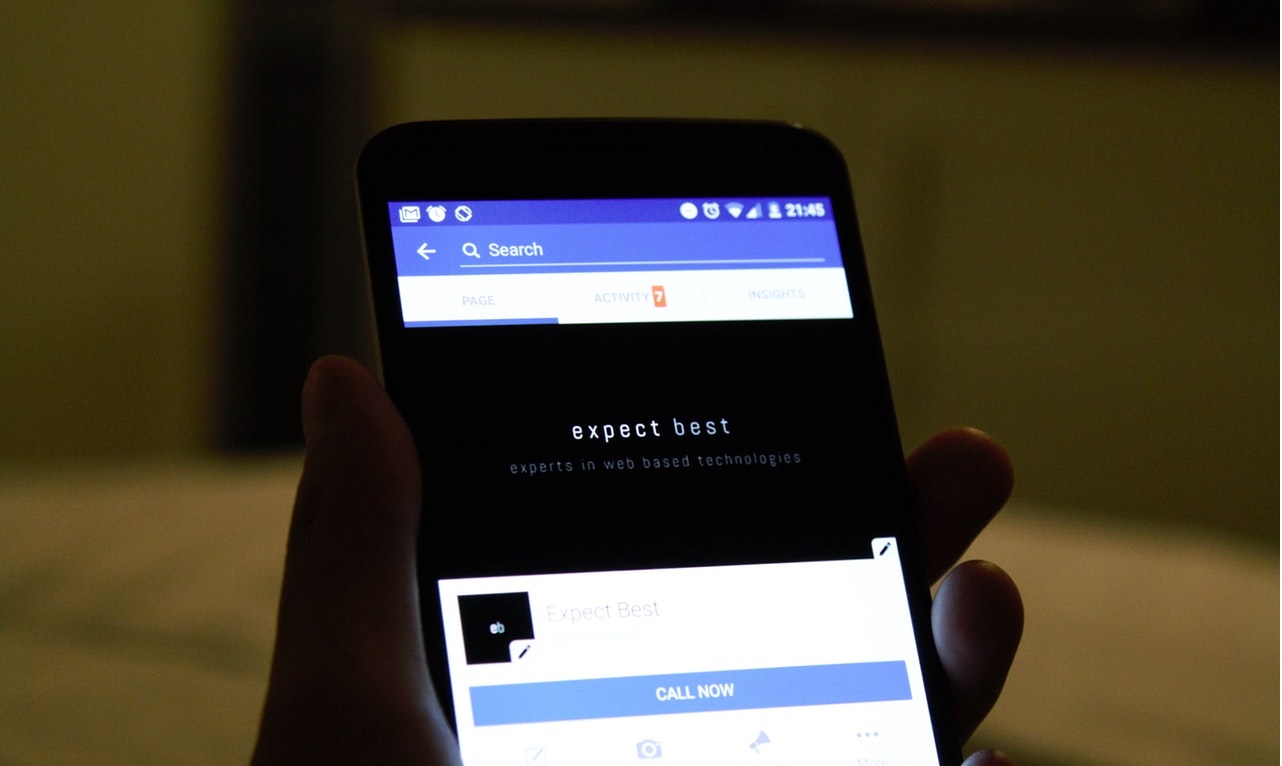 21:45
Search
PAGE
ACTIVITY 7
INSIGHTS
expect best
experts in web based technologies
eb
Expect Best
CALL NOW
More